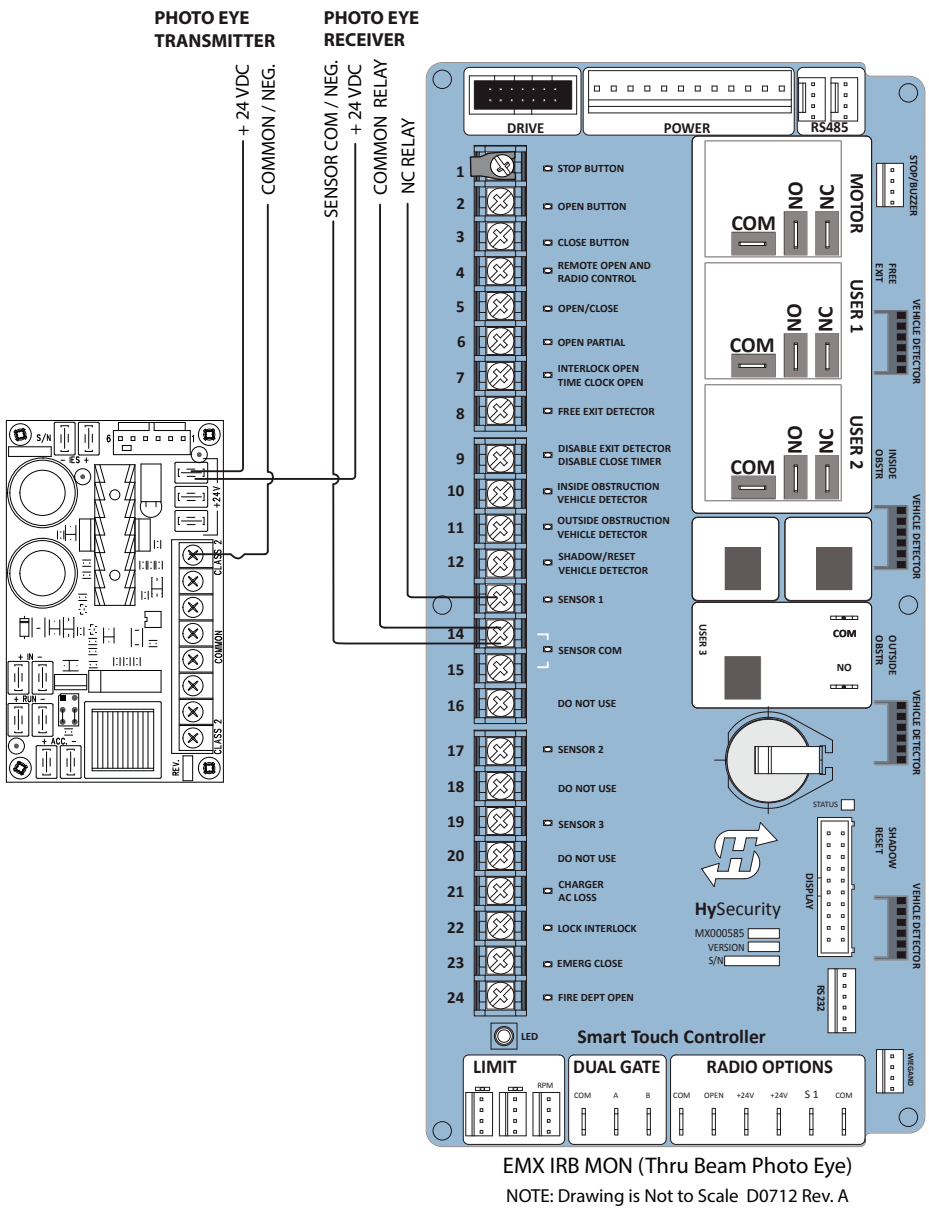 PHOTO EYE
TRANSMITTER
PHOTO EYE
RECEIVER
+ 24 VDC
COMMON / NEG.
SENSOR COM / NEG.
+ 24 VDC
COMMON RELAY
NC RELAY
S/N
- IES +
6
1
+24V -
CLASS 2
COMMON
CLASS 2
+ IN -
+ RUN -
+ ACC. -
REV.
DRIVE
POWER
RS485
1
STOP BUTTON
2
OPEN BUTTON
3
CLOSE BUTTON
4
REMOTE OPEN AND
RADIO CONTROL
5
OPEN/CLOSE
6
OPEN PARTIAL
7
INTERLOCK OPEN
TIME CLOCK OPEN
8
FREE EXIT DETECTOR
9
DISABLE EXIT DETECTOR
DISABLE CLOSE TIMER
10
INSIDE OBSTRUCTION
VEHICLE DETECTOR
11
OUTSIDE OBSTRUCTION
VEHICLE DETECTOR
12
SHADOW/RESET
VEHICLE DETECTOR
SENSOR 1
14
SENSOR COM
15
16
DO NOT USE
17
SENSOR 2
18
DO NOT USE
19
SENSOR 3
20
DO NOT USE
21
CHARGER
AC LOSS
22
LOCK INTERLOCK
23
EMERG CLOSE
24
FIRE DEPT OPEN
LED
MOTOR
COM
NO
NC
USER 1
COM
NO
NC
USER 2
COM
NO
NC
USER 3
COM
NO
STOP/BUZZER
FREE
EXIT
VEHICLE DETECTOR
INSIDE
OBSTR
VEHICLE DETECTOR
OUTSIDE
OBSTR
VEHICLE DETECTOR
SHADOW
RESET
VEHICLE DETECTOR
STATUS
DISPLAY
HySecurity
MX000585
VERSION
S/N
RS 232
WIEGAND
Smart Touch Controller
LIMIT
RPM
DUAL GATE
COM
A
B
RADIO OPTIONS
COM
OPEN
+24V
+24V
S 1
COM
EMX IRB MON (Thru Beam Photo Eye)
NOTE: Drawing is Not to Scale D0712 Rev. A